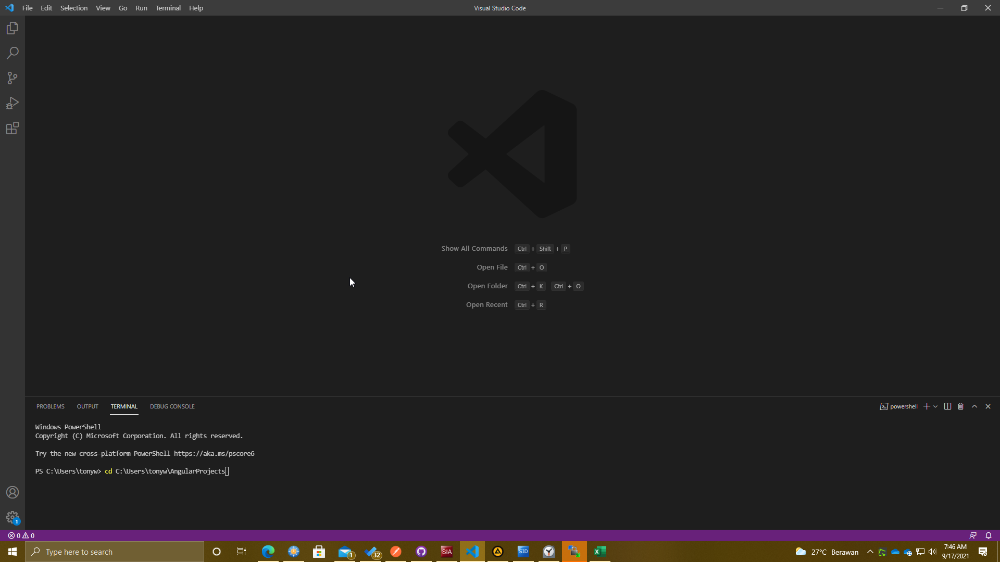 File Edit Selection View Go Run Terminal Help
Visual Studio Code
Show All Commands Ctrl + Shift + P
Open File Ctrl + O
Open Folder Ctrl + K Ctrl + O
Open Recent Ctrl + R
PROBLEMS OUTPUT TERMINAL DEBUG CONSOLE
powershell
Windows PowerShell
Copyright (C) Microsoft Corporation. All rights reserved.
Try the new cross-platform PowerShell https://aka.ms/pscore6
PS C:\Users\tonyw> cd C:\Users\tonyw\AngularProjects
1
0 0
Type here to search
1
32
SIA
SID
27°C Berawan
7:46 AM
9/17/2021